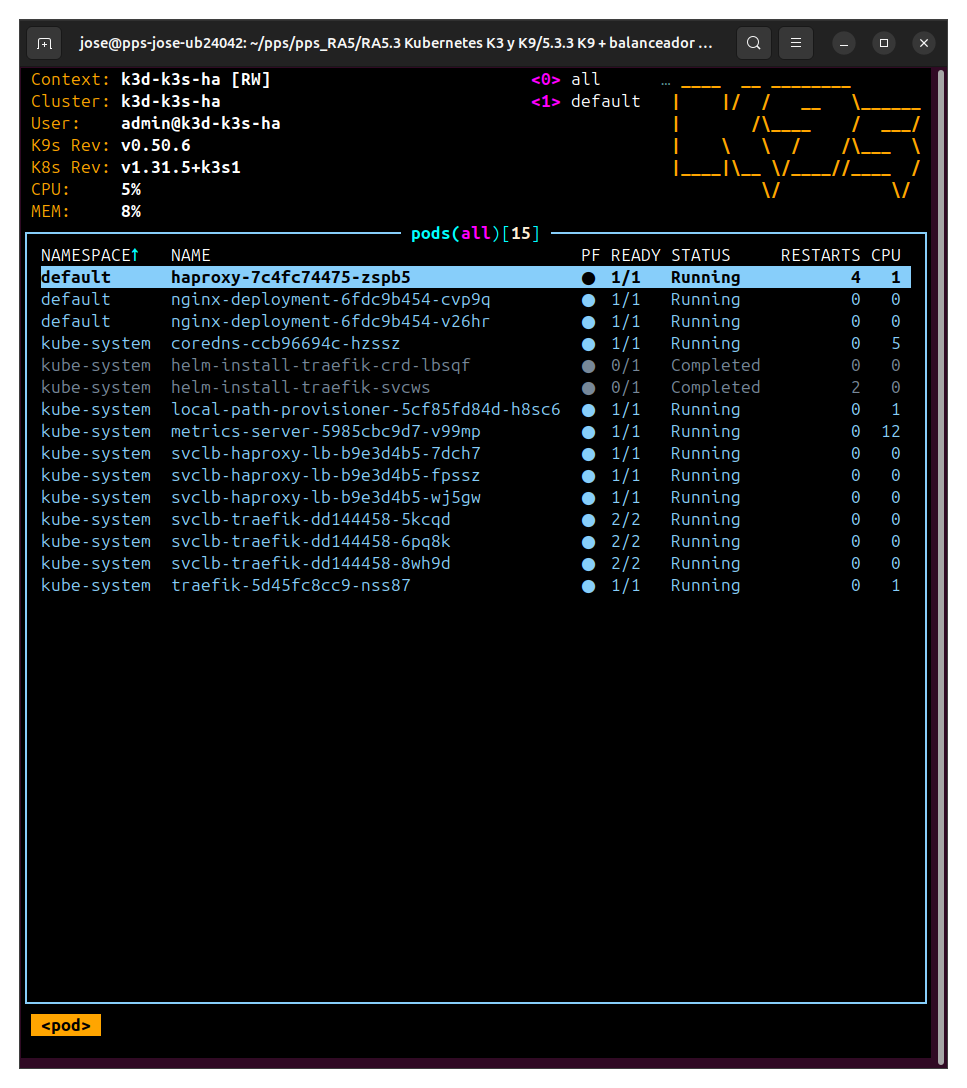 jose@pps-jose-ub24042: ~/pps/pps_RA5/RA5.3 Kubernetes K3 y K9/5.3.3 K9 + balanceador ...
Context: k3d-k3s-ha [RW] <0> all …
Cluster: k3d-k3s-ha <1> default
User: admin@k3d-k3s-ha
K9s Rev: v0.50.6
K8s Rev: v1.31.5+k3s1
CPU: 5%
MEM: 8%
K9s
pods(all)[15]
NAMESPACE↑ NAME PF READY STATUS RESTARTS CPU
default haproxy-7c4fc74475-zspb5 ● 1/1 Running 4 1
default nginx-deployment-6fdc9b454-cvp9q ● 1/1 Running 0 0
default nginx-deployment-6fdc9b454-v26hr ● 1/1 Running 0 0
kube-system coredns-ccb96694c-hzssz ● 1/1 Running 0 5
kube-system helm-install-traefik-crd-lbsqf ● 0/1 Completed 0 0
kube-system helm-install-traefik-svcws ● 0/1 Completed 2 0
kube-system local-path-provisioner-5cf85fd84d-h8sc6 ● 1/1 Running 0 1
kube-system metrics-server-5985cbc9d7-v99mp ● 1/1 Running 0 12
kube-system svclb-haproxy-lb-b9e3d4b5-7dch7 ● 1/1 Running 0 0
kube-system svclb-haproxy-lb-b9e3d4b5-fpssz ● 1/1 Running 0 0
kube-system svclb-haproxy-lb-b9e3d4b5-wj5gw ● 1/1 Running 0 0
kube-system svclb-traefik-dd144458-5kcqd ● 2/2 Running 0 0
kube-system svclb-traefik-dd144458-6pq8k ● 2/2 Running 0 0
kube-system svclb-traefik-dd144458-8wh9d ● 2/2 Running 0 0
kube-system traefik-5d45fc8cc9-nss87 ● 1/1 Running 0 1
<pod>